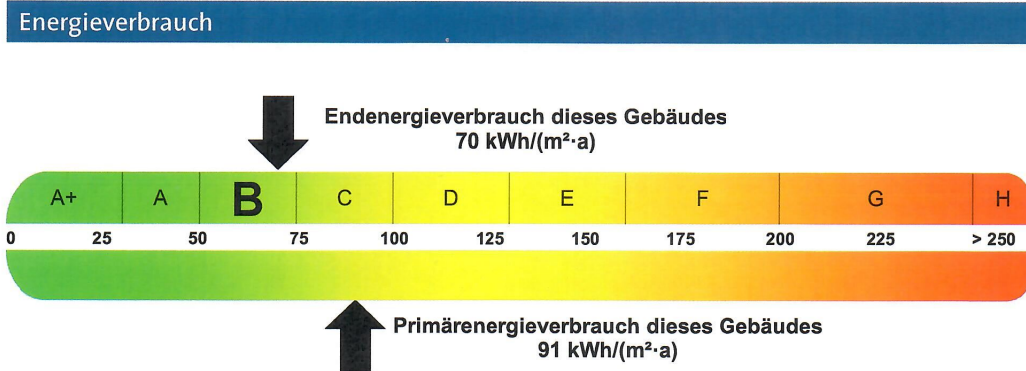 Energieverbrauch
Endenergieverbrauch dieses Gebäudes
70 kWh/(m²·a)
A+ A B C D E F G H
0 25 50 75 100 125 150 175 200 225 > 250
Primärenergieverbrauch dieses Gebäudes
91 kWh/(m²·a)